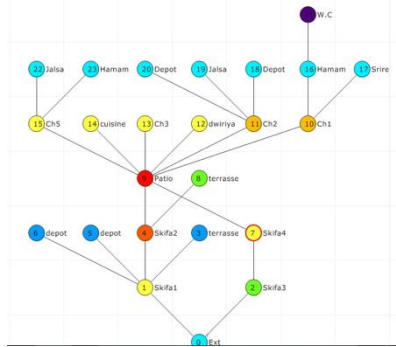 W.C
22 Jalsa 23 Hamam 20 Depot 19 Jalsa 18 Depot 16 Hamam 17 Srire
15 Ch5 14 cuisine 13 Ch3 12 dwiriya 11 Ch2 10 Ch1
Patio 8 terrasse
6 depot 5 depot 4 Skifa2 3 terrasse 7 Skifa4
1 Skifa1 2 Skifa3
0 Ext